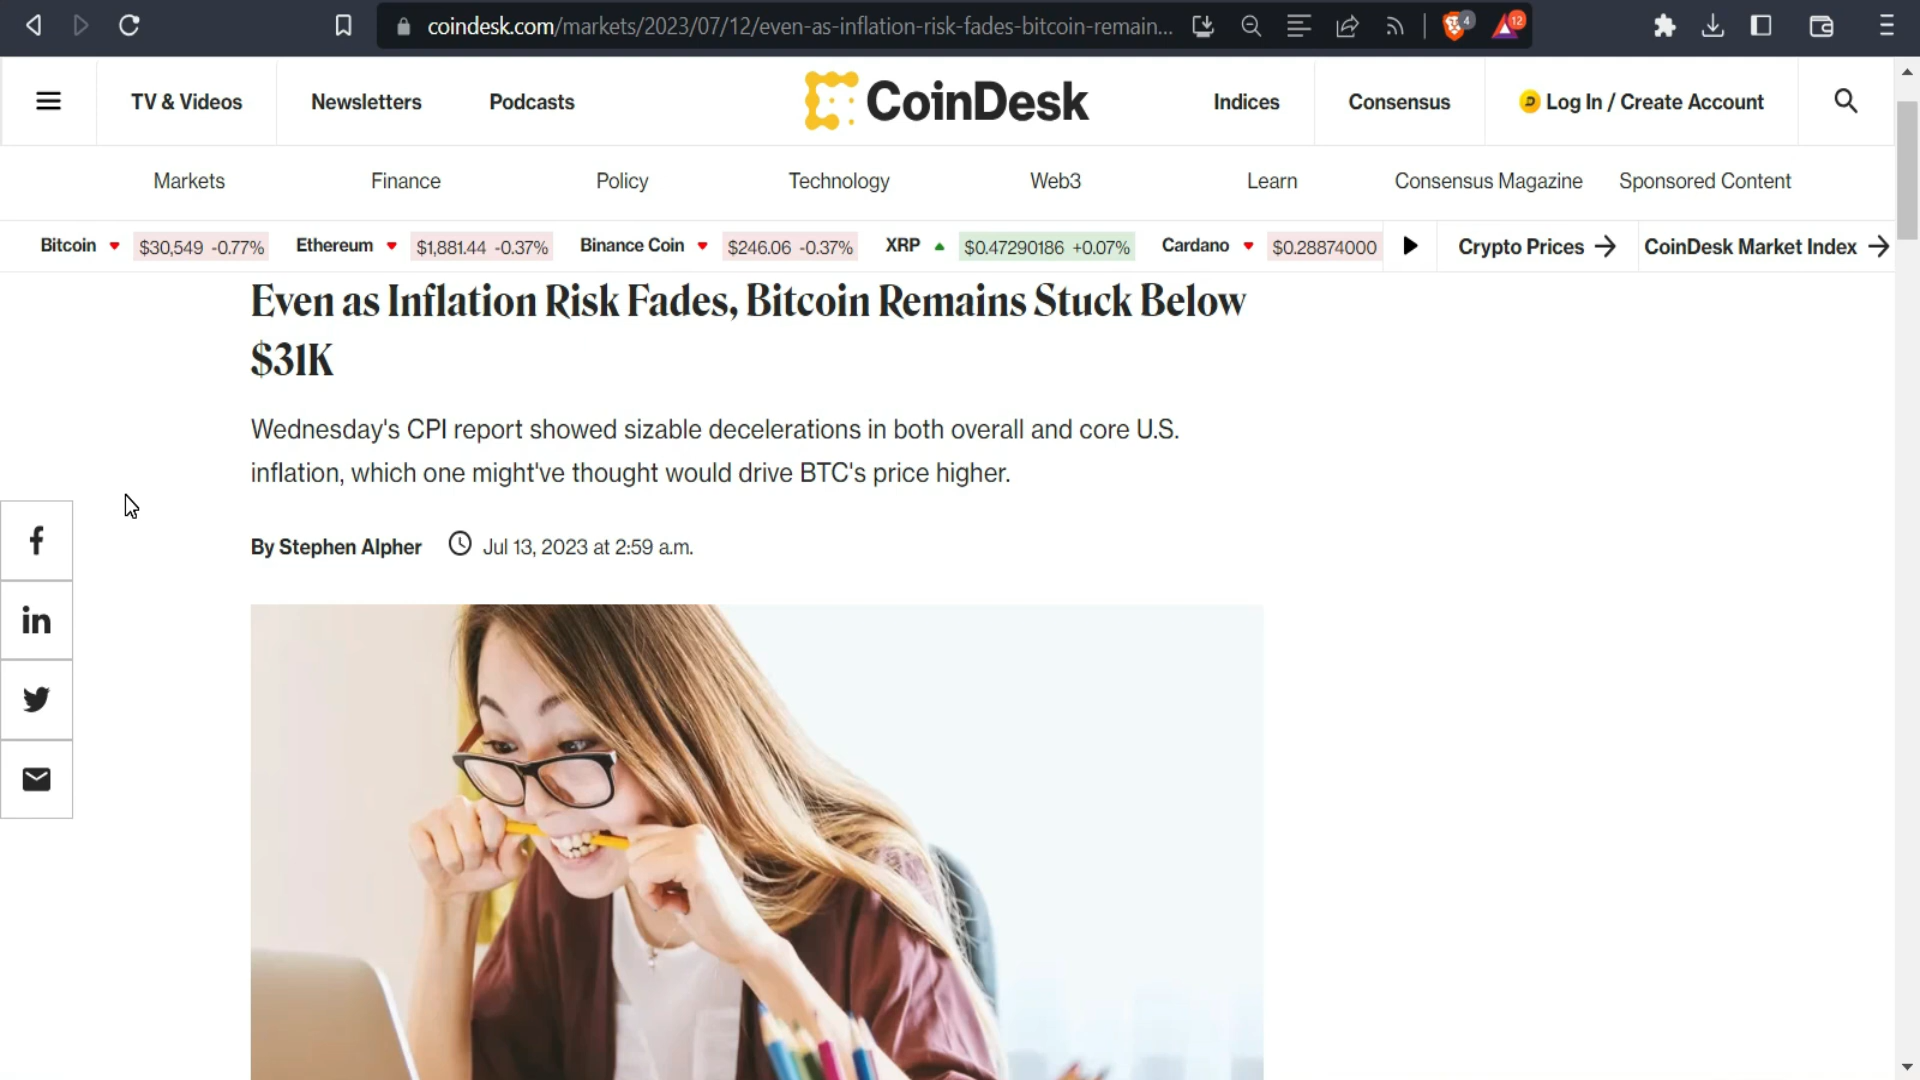 coindesk.com/markets/2023/07/12/even-as-inflation-risk-fades-bitcoin-remain...
4
12
TV & Videos
Newsletters
Podcasts
CoinDesk
Indices
Consensus
Log In / Create Account
Markets
Finance
Policy
Technology
Web3
Learn
Consensus Magazine
Sponsored Content
Bitcoin $30,549 -0.77% Ethereum $1,881.44 -0.37% Binance Coin $246.06 -0.37% XRP $0.47290186 +0.07% Cardano $0.28874000
Crypto Prices
CoinDesk Market Index
Even as Inflation Risk Fades, Bitcoin Remains Stuck Below
$31K
Wednesday's CPI report showed sizable decelerations in both overall and core U.S.
inflation, which one might've thought would drive BTC's price higher.
By Stephen Alpher Jul 13, 2023 at 2:59 a.m.
f
in